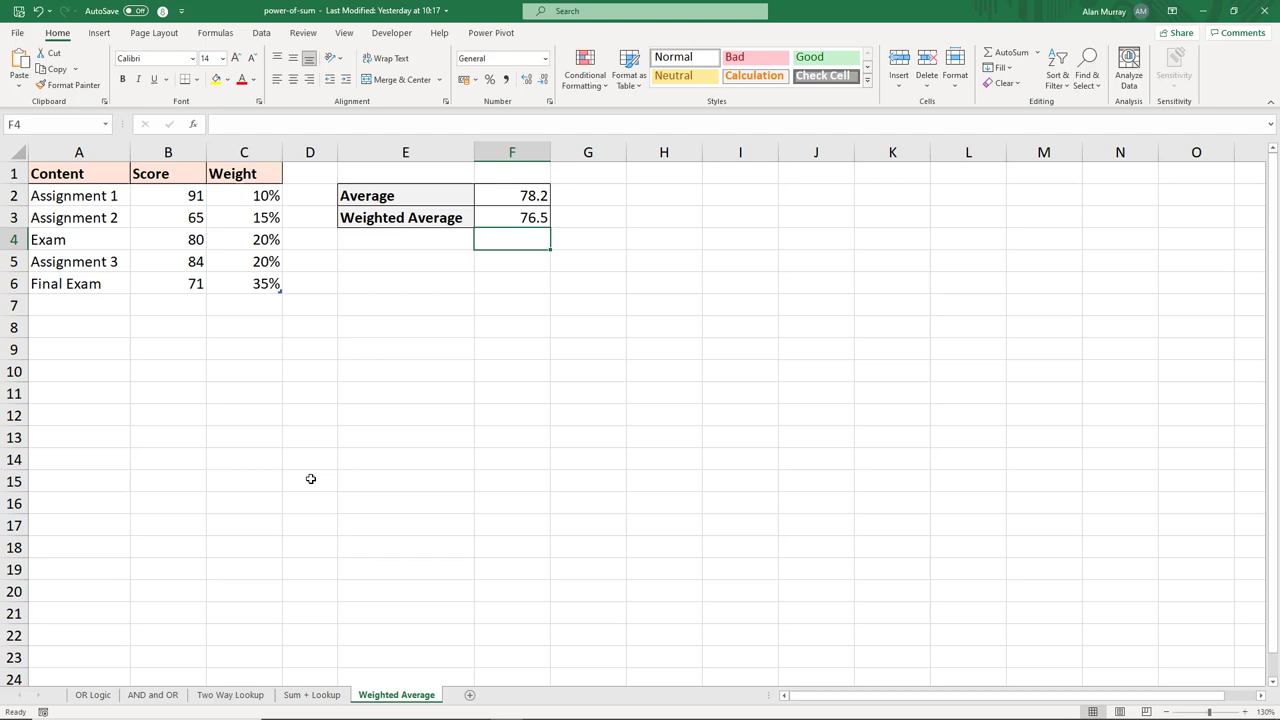 AutoSave Off power-of-sum - Last Modified: Yesterday at 10:17 Search Alan Murray AM
File Home Insert Page Layout Formulas Data Review View Developer Help Power Pivot Share Comments
Paste Cut Copy Format Painter Clipboard
Calibri 14 A A B I U A Font
Wrap Text Merge & Center Alignment
General % Number
Conditional Formatting Format as Table
Normal Bad Good
Neutral Calculation Check Cell
Styles
Insert Delete Format Cells
AutoSum Fill Clear Sort & Filter Find & Select Editing
Analyze Data Analysis
Sensitivity Sensitivity
F4 fx
A B C D E F G H I J K L M N O
1 Content Score Weight
2 Assignment 1 91 10% Average 78.2
3 Assignment 2 65 15% Weighted Average 76.5
4 Exam 80 20%
5 Assignment 3 84 20%
6 Final Exam 71 35%
7
8
9
10
11
12
13
14
15
16
17
18
19
20
21
22
23
24
OR Logic AND and OR Two Way Lookup Sum + Lookup Weighted Average
Ready 130%